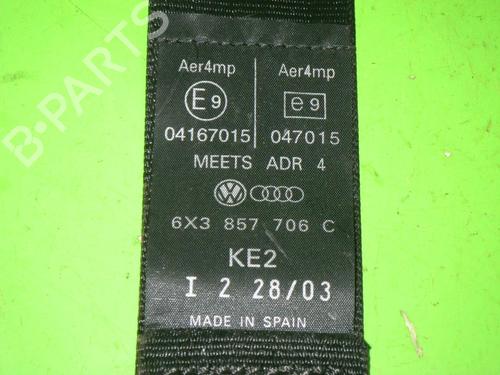 B-PARTS
Aer4mp Aer4mp
E9 e9
04167015 047015
MEETS ADR 4
6X3 857 706 C
KE2
I 2 28/03
MADE IN SPAIN